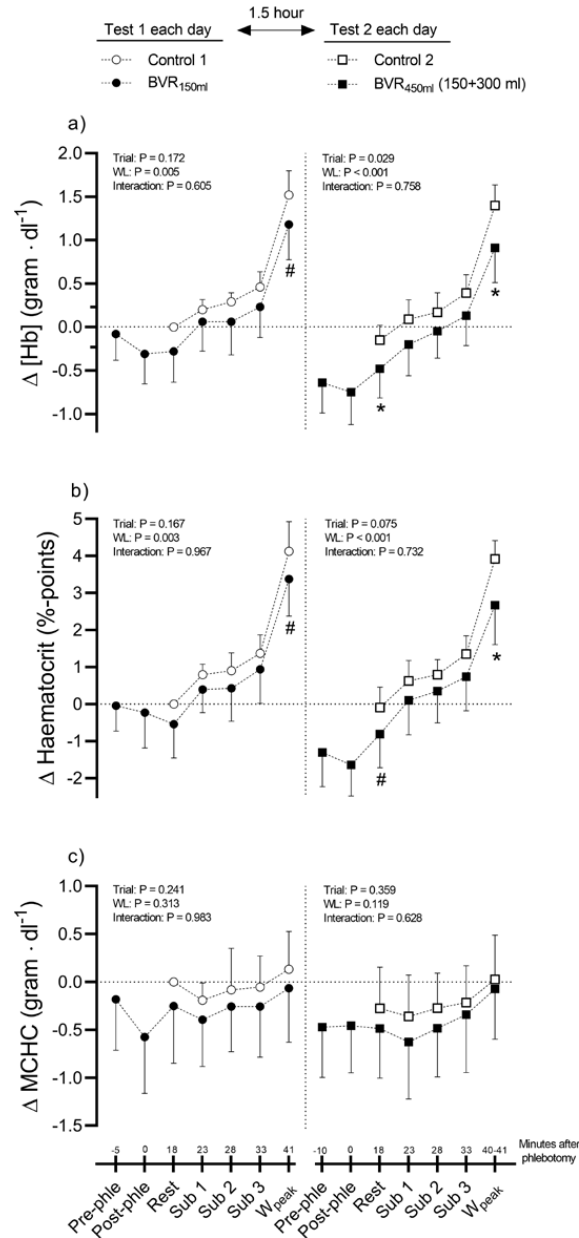 Test 1 each day
1.5 hour
Test 2 each day
Control 1
Control 2
BVR150ml
BVR450ml (150+300 ml)
a)
Trial: P = 0.172
WL: P = 0.005
Interaction: P = 0.605
Trial: P = 0.029
WL: P < 0.001
Interaction: P = 0.758
Δ [Hb] (gram · dl-1)
2.0
1.5
1.0
0.5
0.0
-0.5
-1.0
#
*
*
b)
Trial: P = 0.167
WL: P = 0.003
Interaction: P = 0.967
Trial: P = 0.075
WL: P < 0.001
Interaction: P = 0.732
Δ Haematocrit (%-points)
5
4
3
2
1
0
-1
-2
#
#
*
c)
Trial: P = 0.241
WL: P = 0.313
Interaction: P = 0.983
Trial: P = 0.359
WL: P = 0.119
Interaction: P = 0.628
Δ MCHC (gram · dl-1)
1.0
0.5
0.0
-0.5
-1.0
-1.5
-5 0 18 23 28 33 41
-10 0 18 23 28 33 40-41
Minutes after
phlebotomy
Pre-phle Post-phle Rest Sub 1 Sub 2 Sub 3 Wpeak
Pre-phle Post-phle Rest Sub 1 Sub 2 Sub 3 Wpeak